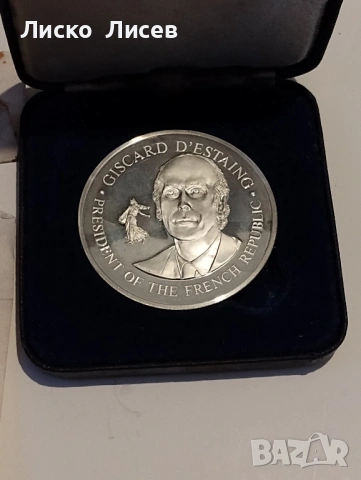 Лиско Лисев
· GISCARD D'ESTAING ·
PRESIDENT OF THE FRENCH REPUBLIC
BAZAR